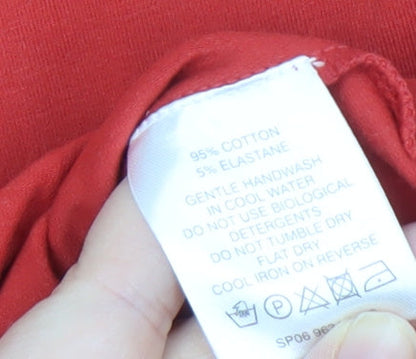 95% COTTON
5% ELASTANE
GENTLE HANDWASH
IN COOL WATER
DO NOT USE BIOLOGICAL
DETERGENTS
DO NOT TUMBLE DRY
FLAT DRY
COOL IRON ON REVERSE
P
SP06